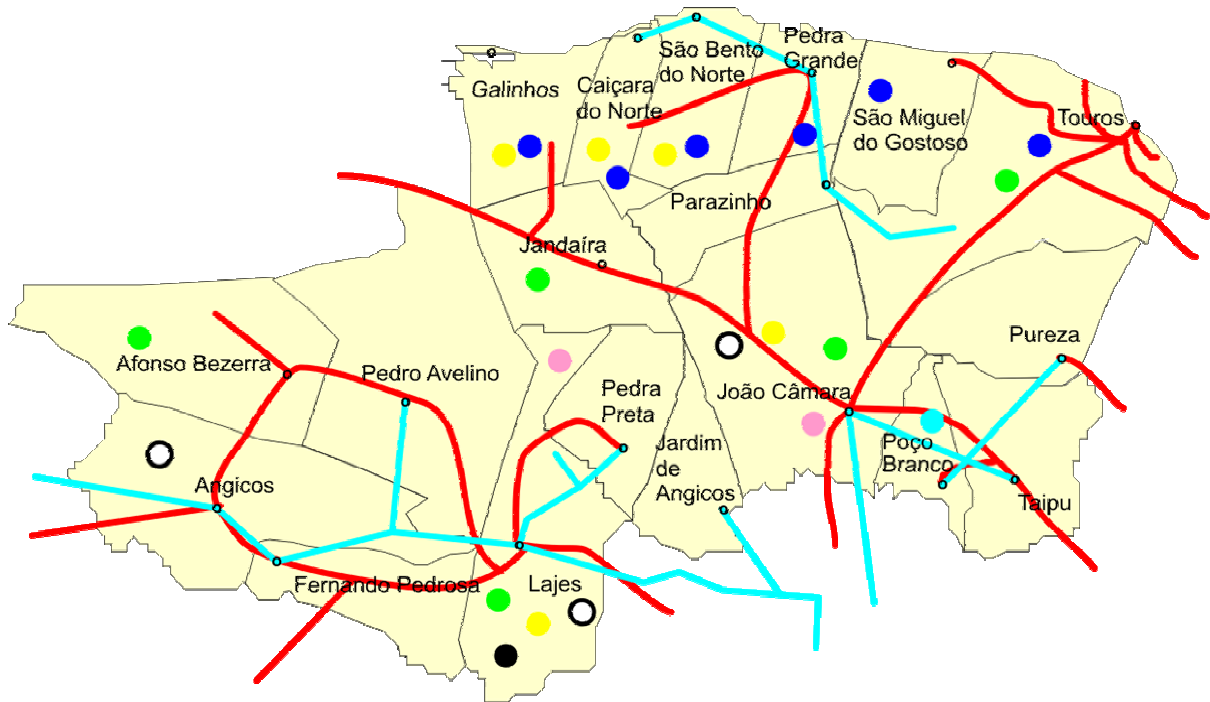 Pedra
Grande
São Bento
do Norte
Galinhos
Caiçara
do Norte
São Miguel
do Gostoso
Touros
Parazinho
Jandaíra
Pureza
Afonso Bezerra
Pedro Avelino
Pedra
Preta
João Câmara
Jardim
de
Angicos
Poço
Branco
Angicos
Taipu
Fernando Pedrosa
Lajes